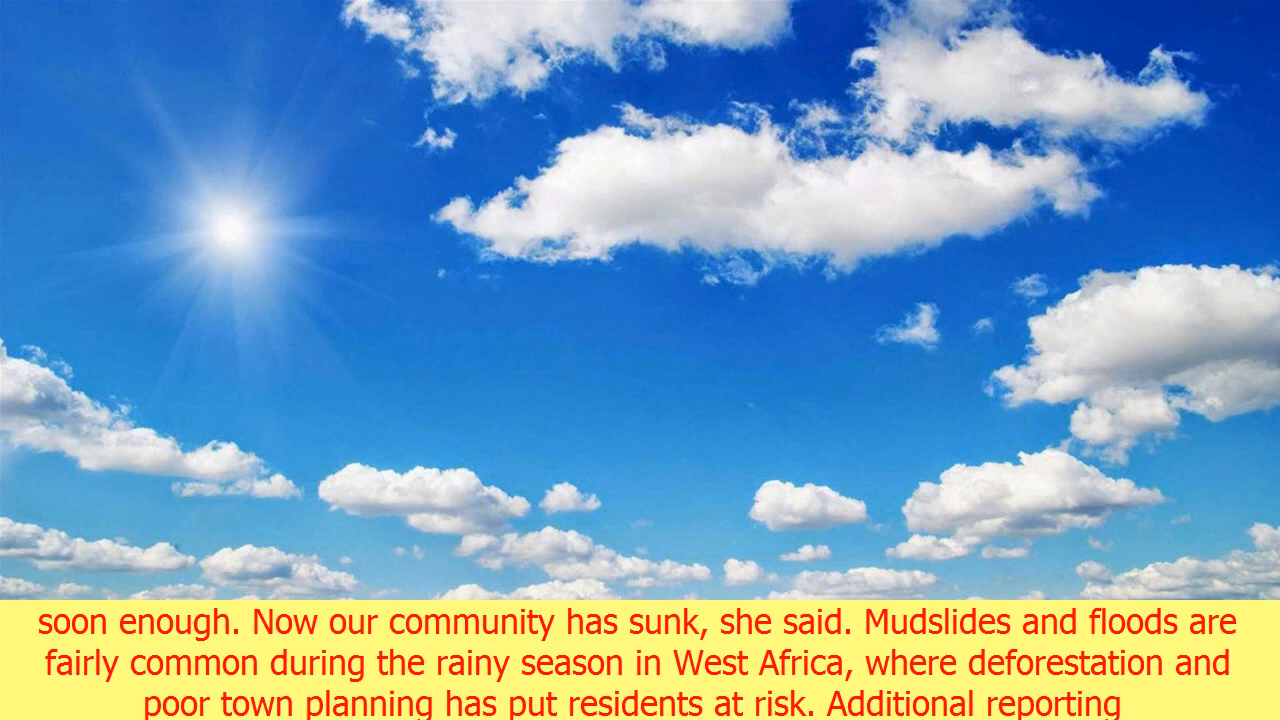 soon enough. Now our community has sunk, she said. Mudslides and floods are
fairly common during the rainy season in West Africa, where deforestation and
poor town planning has put residents at risk. Additional reporting